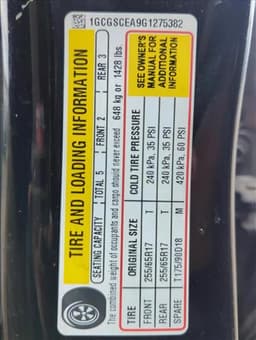 1GCGSCEA9G1275382
TIRE AND LOADING INFORMATION
SEATING CAPACITY | TOTAL 5 | FRONT 2 | REAR 3
The combined weight of occupants and cargo should never exceed 648 kg or 1428 lbs.
TIRE ORIGINAL SIZE COLD TIRE PRESSURE
FRONT 255/65R17 T 240 kPa, 35 PSI
REAR 255/65R17 T 240 kPa, 35 PSI
SPARE T175/90D18 M 420 kPa, 60 PSI
SEE OWNER'S
MANUAL FOR
ADDITIONAL
INFORMATION